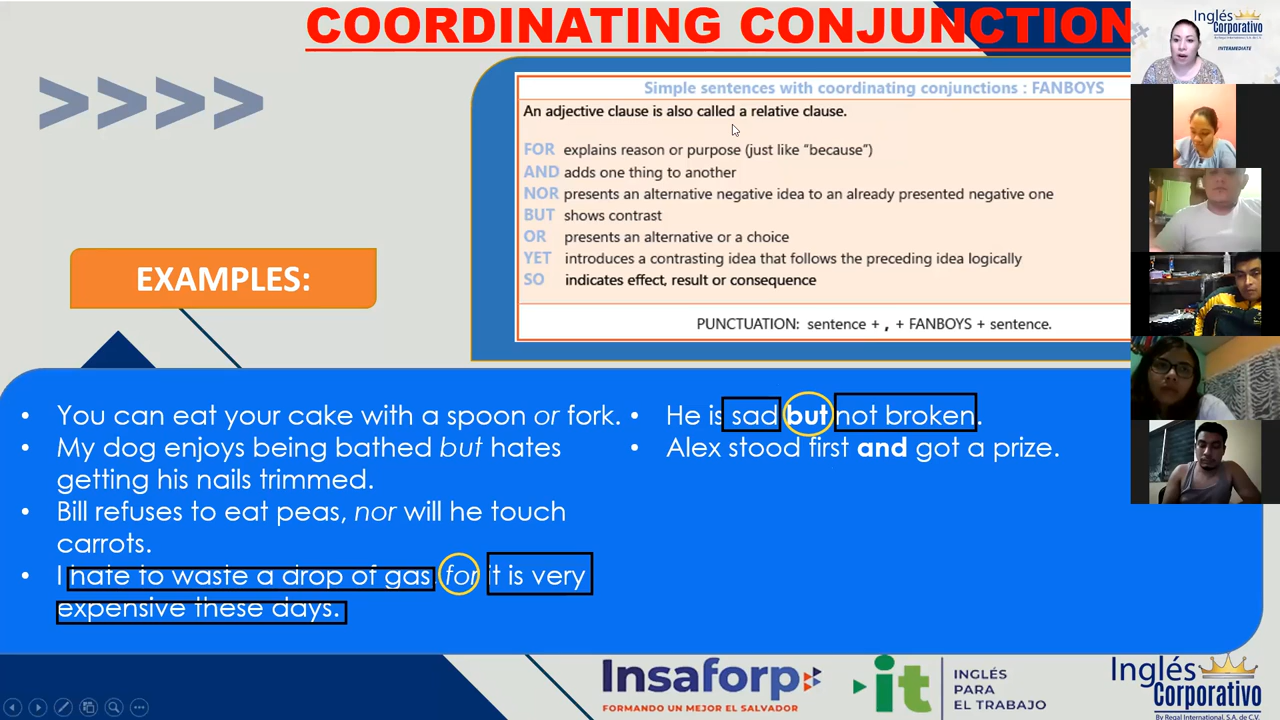 COORDINATING CONJUNCTION
Inglés
Corporativo
By Regal International, S.A. de C.V.
INTERMEDIATE
Simple sentences with coordinating conjunctions : FANBOYS
An adjective clause is also called a relative clause.
FOR explains reason or purpose (just like “because”)
AND adds one thing to another
NOR presents an alternative negative idea to an already presented negative one
BUT shows contrast
OR presents an alternative or a choice
YET introduces a contrasting idea that follows the preceding idea logically
SO indicates effect, result or consequence
PUNCTUATION: sentence + , + FANBOYS + sentence.
EXAMPLES:
• You can eat your cake with a spoon or fork.
• My dog enjoys being bathed but hates
getting his nails trimmed.
• Bill refuses to eat peas, nor will he touch
carrots.
• I hate to waste a drop of gas for it is very
expensive these days.
• He is sad but not broken.
• Alex stood first and got a prize.
Insaforp
FORMANDO UN MEJOR EL SALVADOR
it
INGLÉS
PARA
EL TRABAJO
Inglés
Corporativo
By Regal International, S.A. de C.V.